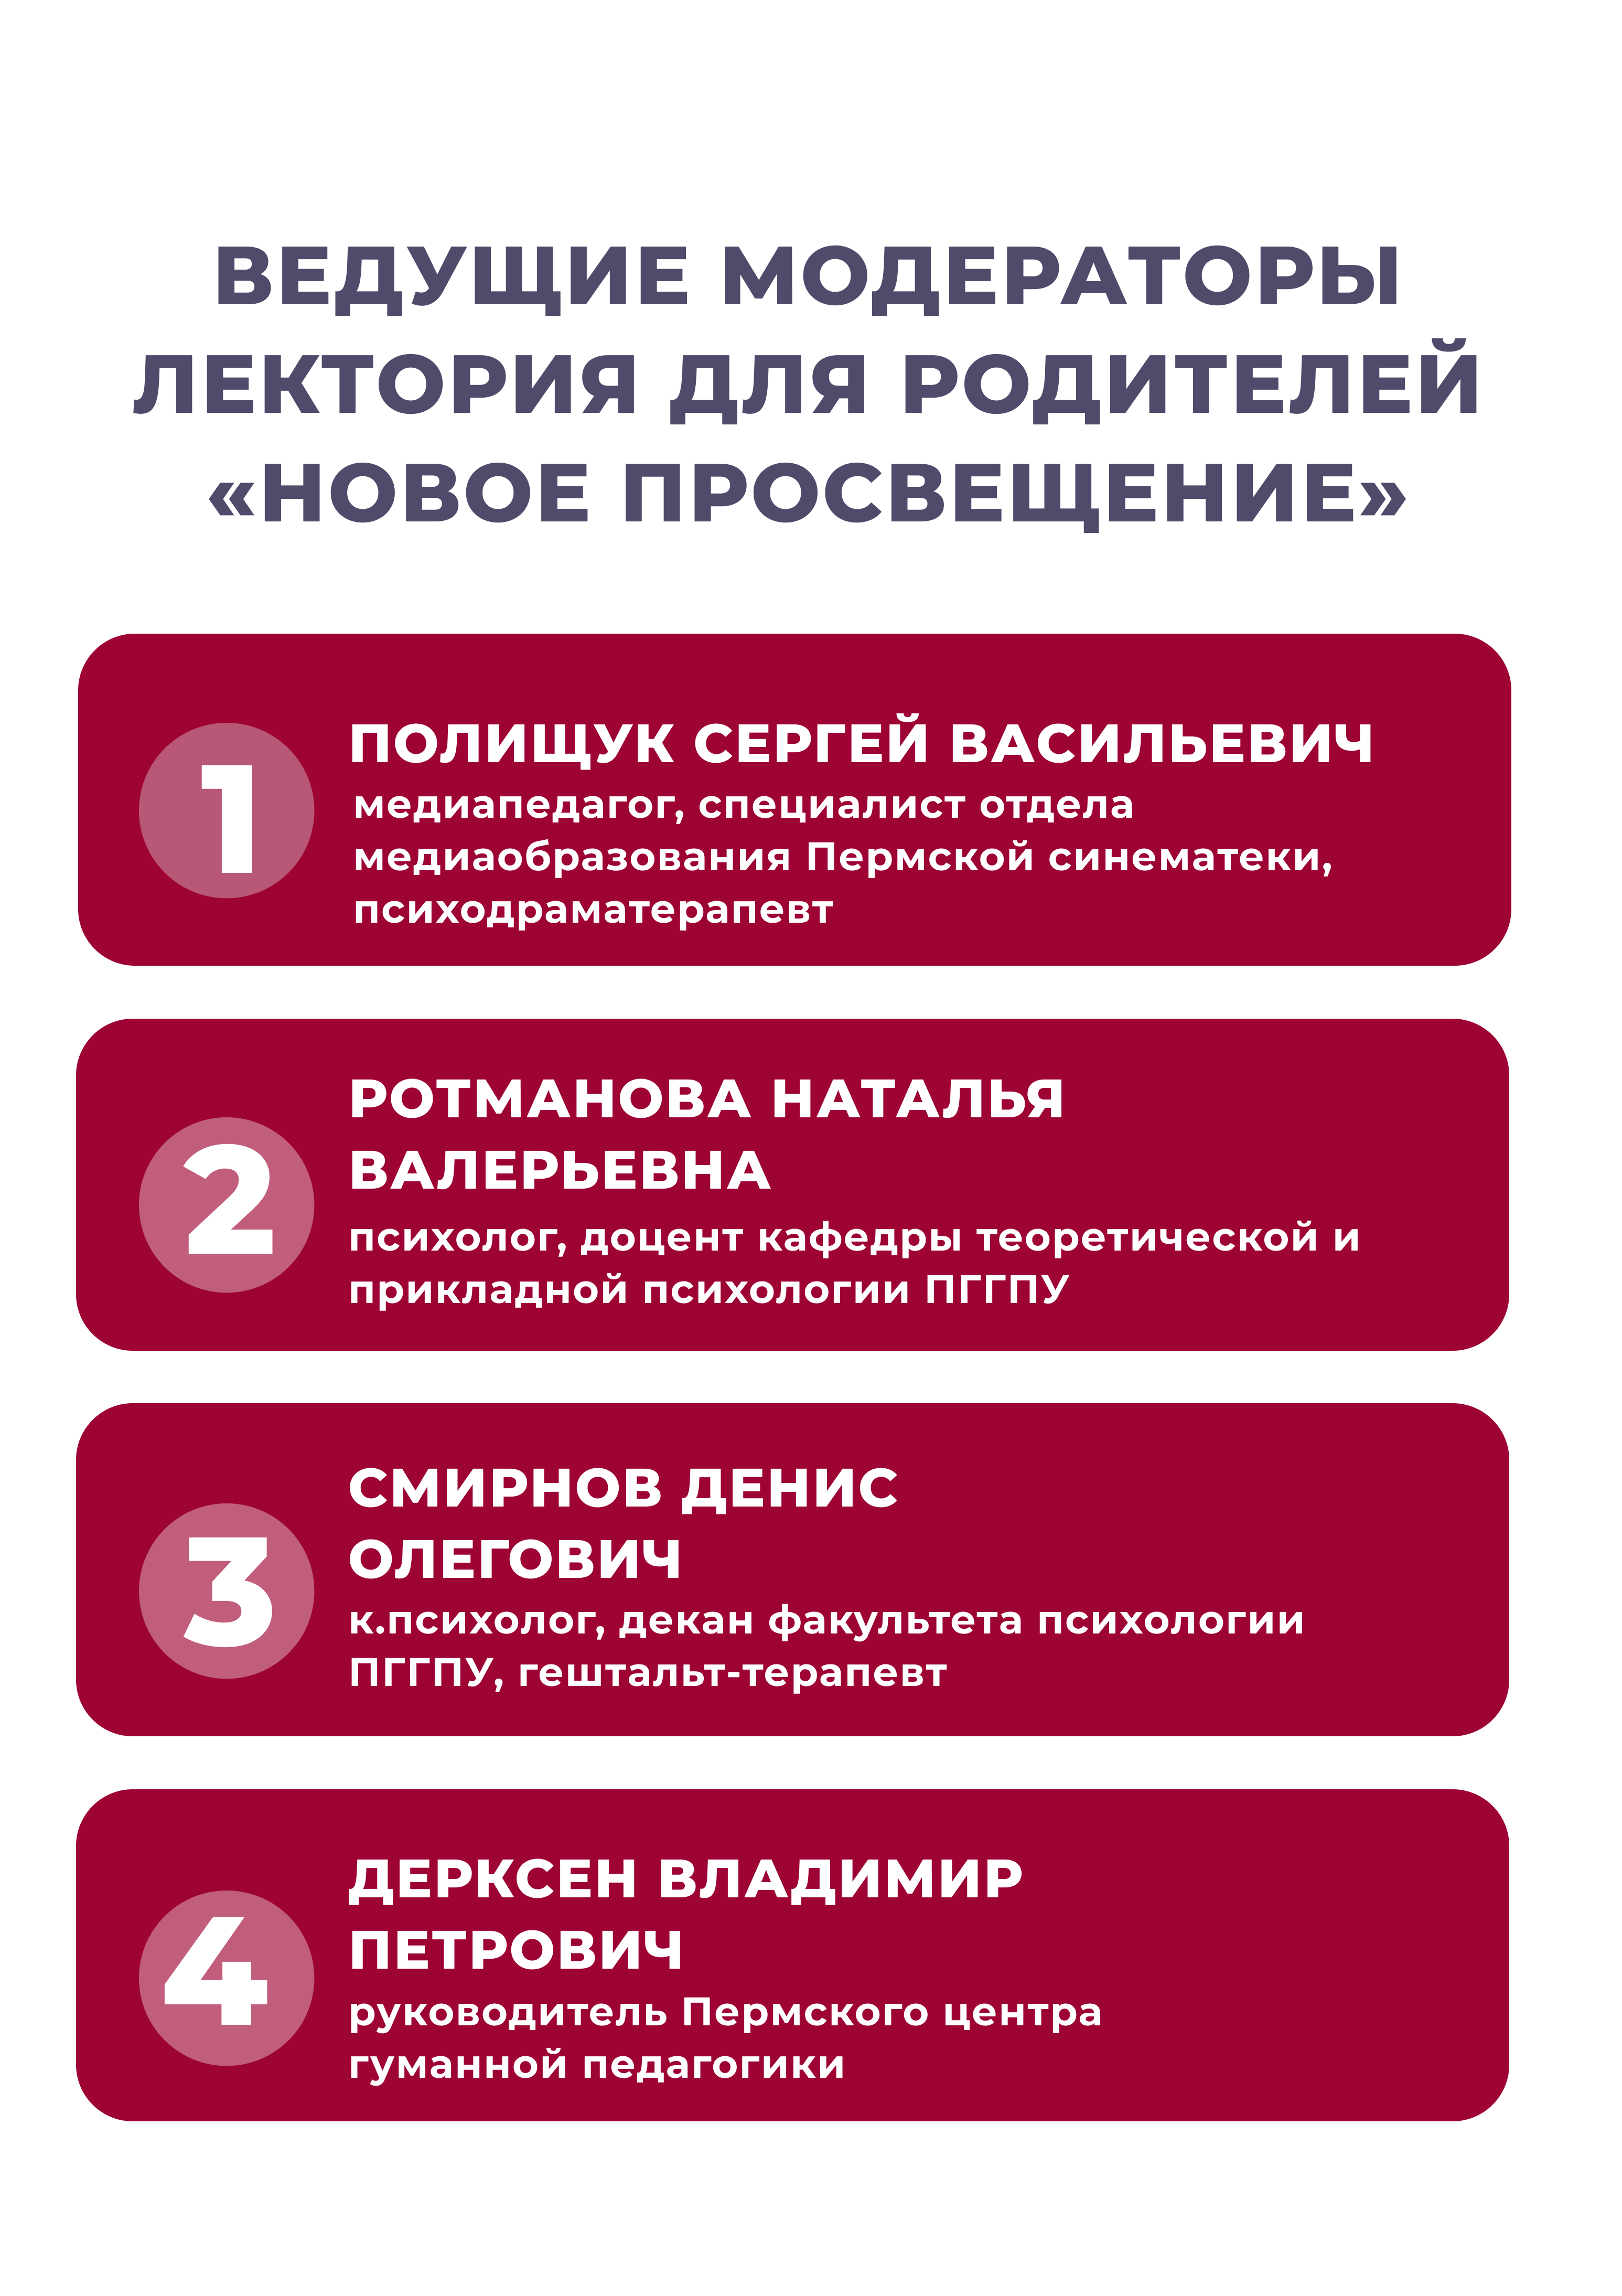 ВЕДУЩИЕ МОДЕРАТОРЫ
ЛЕКТОРИЯ ДЛЯ РОДИТЕЛЕЙ
«НОВОЕ ПРОСВЕЩЕНИЕ»
1
ПОЛИЩУК СЕРГЕЙ ВАСИЛЬЕВИЧ
медиапедагог, специалист отдела
медиаобразования Пермской синематеки,
психодраматерапевт
2
РОТМАНОВА НАТАЛЬЯ
ВАЛЕРЬЕВНА
психолог, доцент кафедры теоретической и
прикладной психологии ПГГПУ
3
СМИРНОВ ДЕНИС
ОЛЕГОВИЧ
к.психолог, декан факультета психологии
ПГГПУ, гештальт-терапевт
4
ДЕРКСЕН ВЛАДИМИР
ПЕТРОВИЧ
руководитель Пермского центра
гуманной педагогики